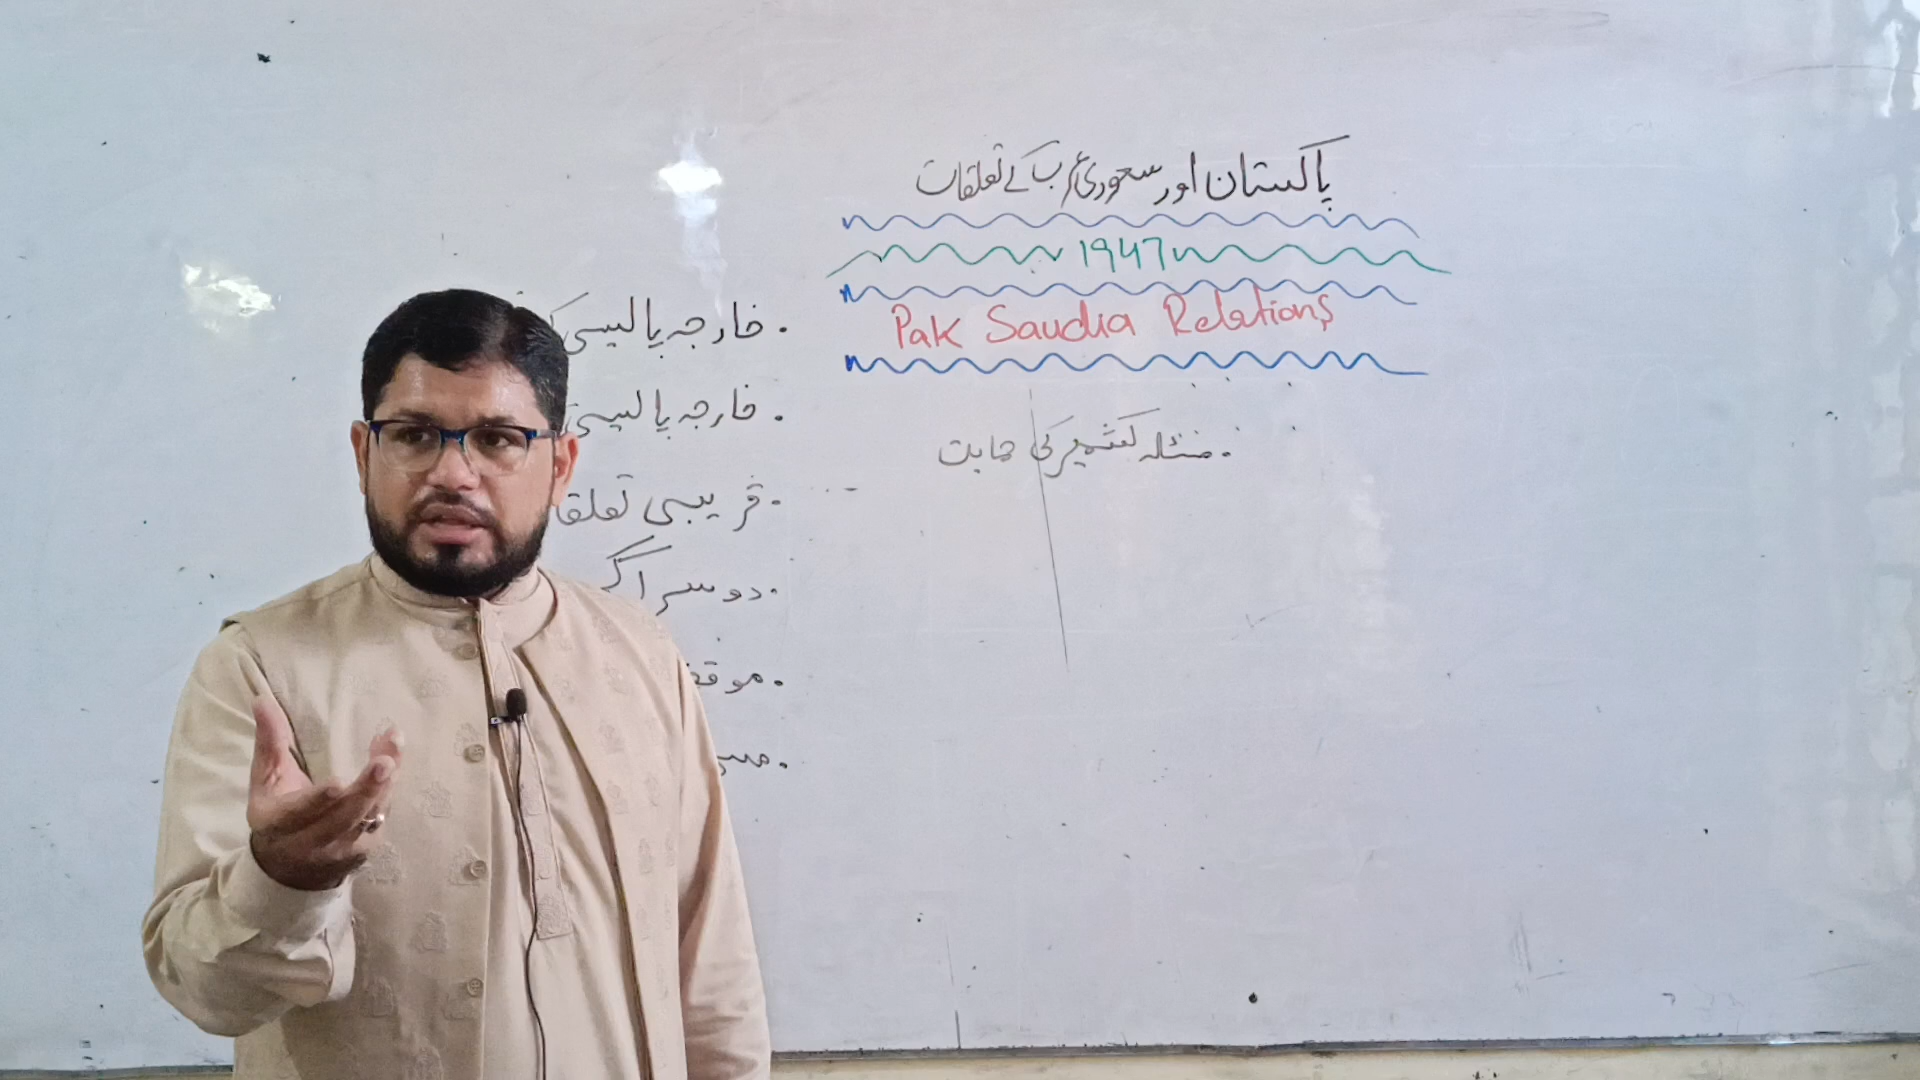 پاکستان اور سعودی عرب کے تعلقات
1947
Pak Saudia Relations
. مسئلہ کشمیر کی حمایت
. خارجہ پالیسی
. خارجہ پالیسی
. قریبی
. دوسرا